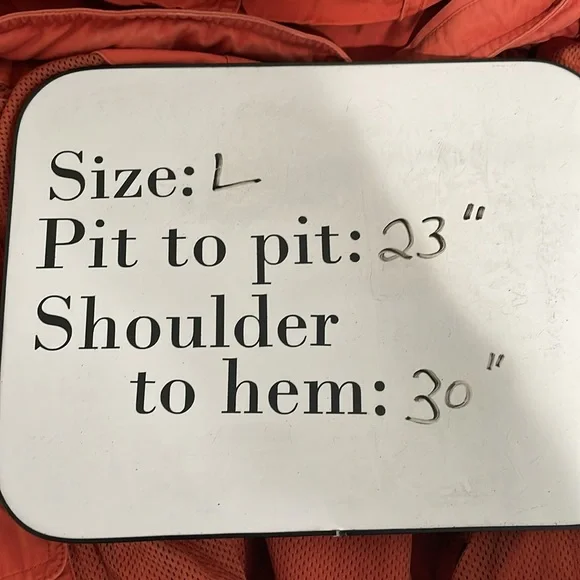 Size: L
Pit to pit: 23"
Shoulder
to hem: 30"